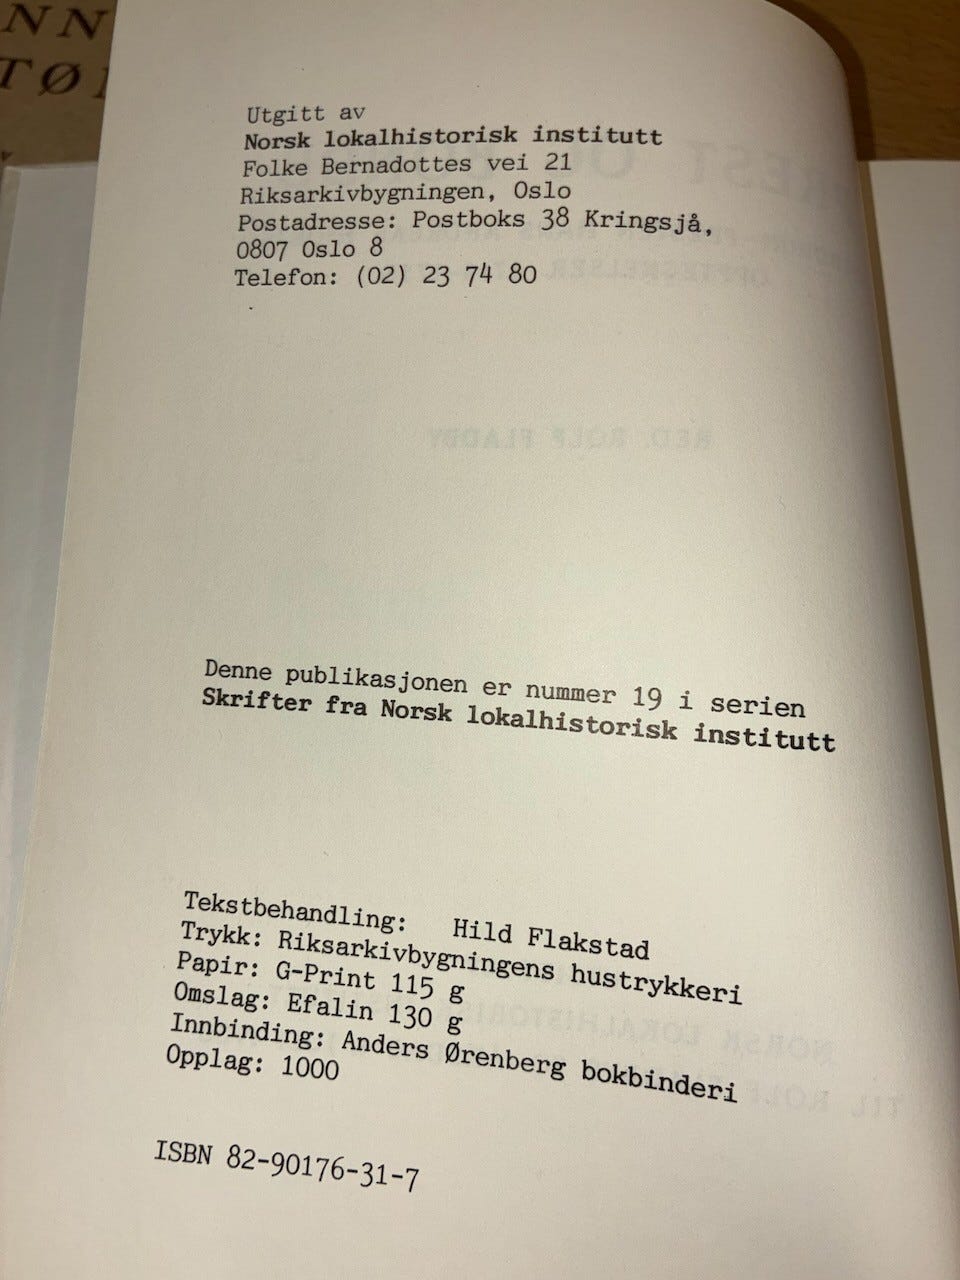 Utgitt av
Norsk lokalhistorisk institutt
Folke Bernadottes vei 21
Riksarkivbygningen, Oslo
Postadresse: Postboks 38 Kringsjå,
0807 Oslo 8
Telefon: (02) 23 74 80
RED. ROLF FLADBY
Denne publikasjonen er nummer 19 i serien
Skrifter fra Norsk lokalhistorisk institutt
Tekstbehandling: Hild Flakstad
Trykk: Riksarkivbygningens hustrykkeri
Papir: G-Print 115 g
Omslag: Efalin 130 g
Innbinding: Anders Ørenberg bokbinderi
Opplag: 1000
ISBN 82-90176-31-7